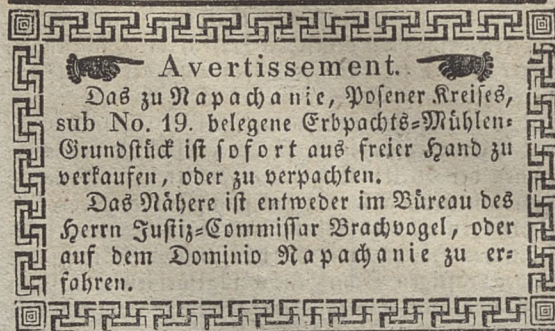 Avertissement.
Das zu Napachanie, Posener Kreises,
sub No. 19. belegene Erbpachts-Mühlen-
Grundstück ist sofort aus freier Hand zu
verkaufen, oder zu verpachten.
Das Nähere ist entweder im Büreau des
Herrn Justiz-Commissar Brachvogel, oder
auf dem Dominio Napachanie zu er-
fahren.